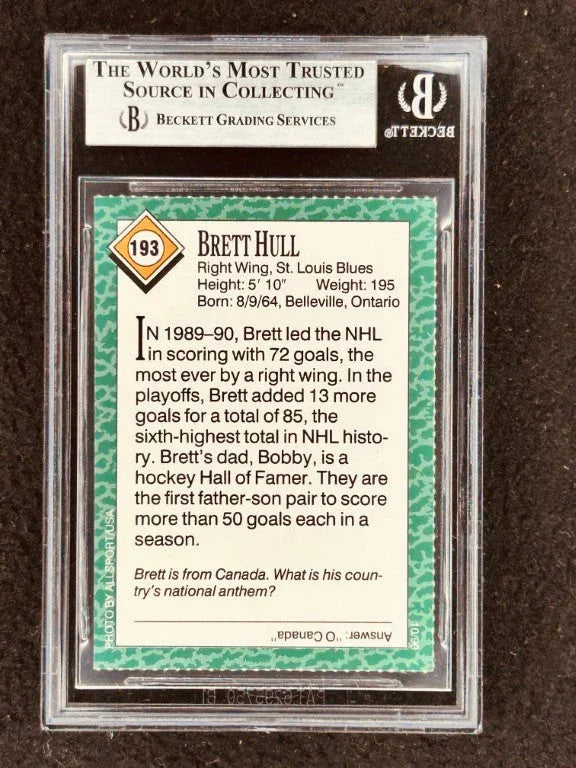 THE WORLD'S MOST TRUSTED
SOURCE IN COLLECTING™
B BECKETT GRADING SERVICES
B
BECKETT®
193
BRETT HULL
Right Wing, St. Louis Blues
Height: 5' 10" Weight: 195
Born: 8/9/64, Belleville, Ontario
IN 1989–90, Brett led the NHL
in scoring with 72 goals, the
most ever by a right wing. In the
playoffs, Brett added 13 more
goals for a total of 85, the
sixth-highest total in NHL histo-
ry. Brett's dad, Bobby, is a
hockey Hall of Famer. They are
the first father-son pair to score
more than 50 goals each in a
season.
Brett is from Canada. What is his coun-
try's national anthem?
Answer: "O Canada"
PHOTO BY ALLSPORT/USA